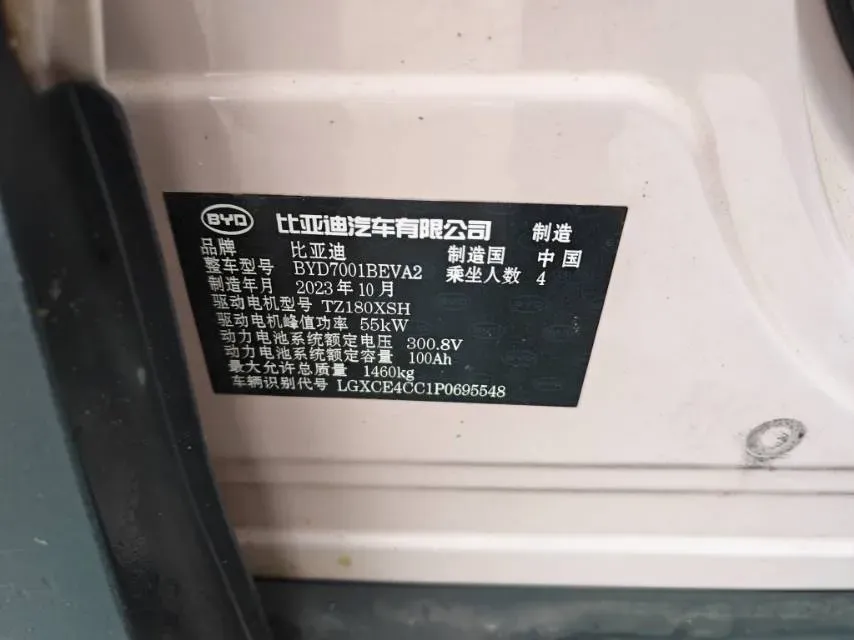 BYD 比亚迪汽车有限公司 制造
品牌 比亚迪 制造国 中国
整车型号 BYD7001BEVA2 乘坐人数 4
制造年月 2023年10月
驱动电机型号 TZ180XSH
驱动电机峰值功率 55kW
动力电池系统额定电压 300.8V
动力电池系统额定容量 100Ah
最大允许总质量 1460kg
车辆识别代号 LGXCE4CC1P0695548